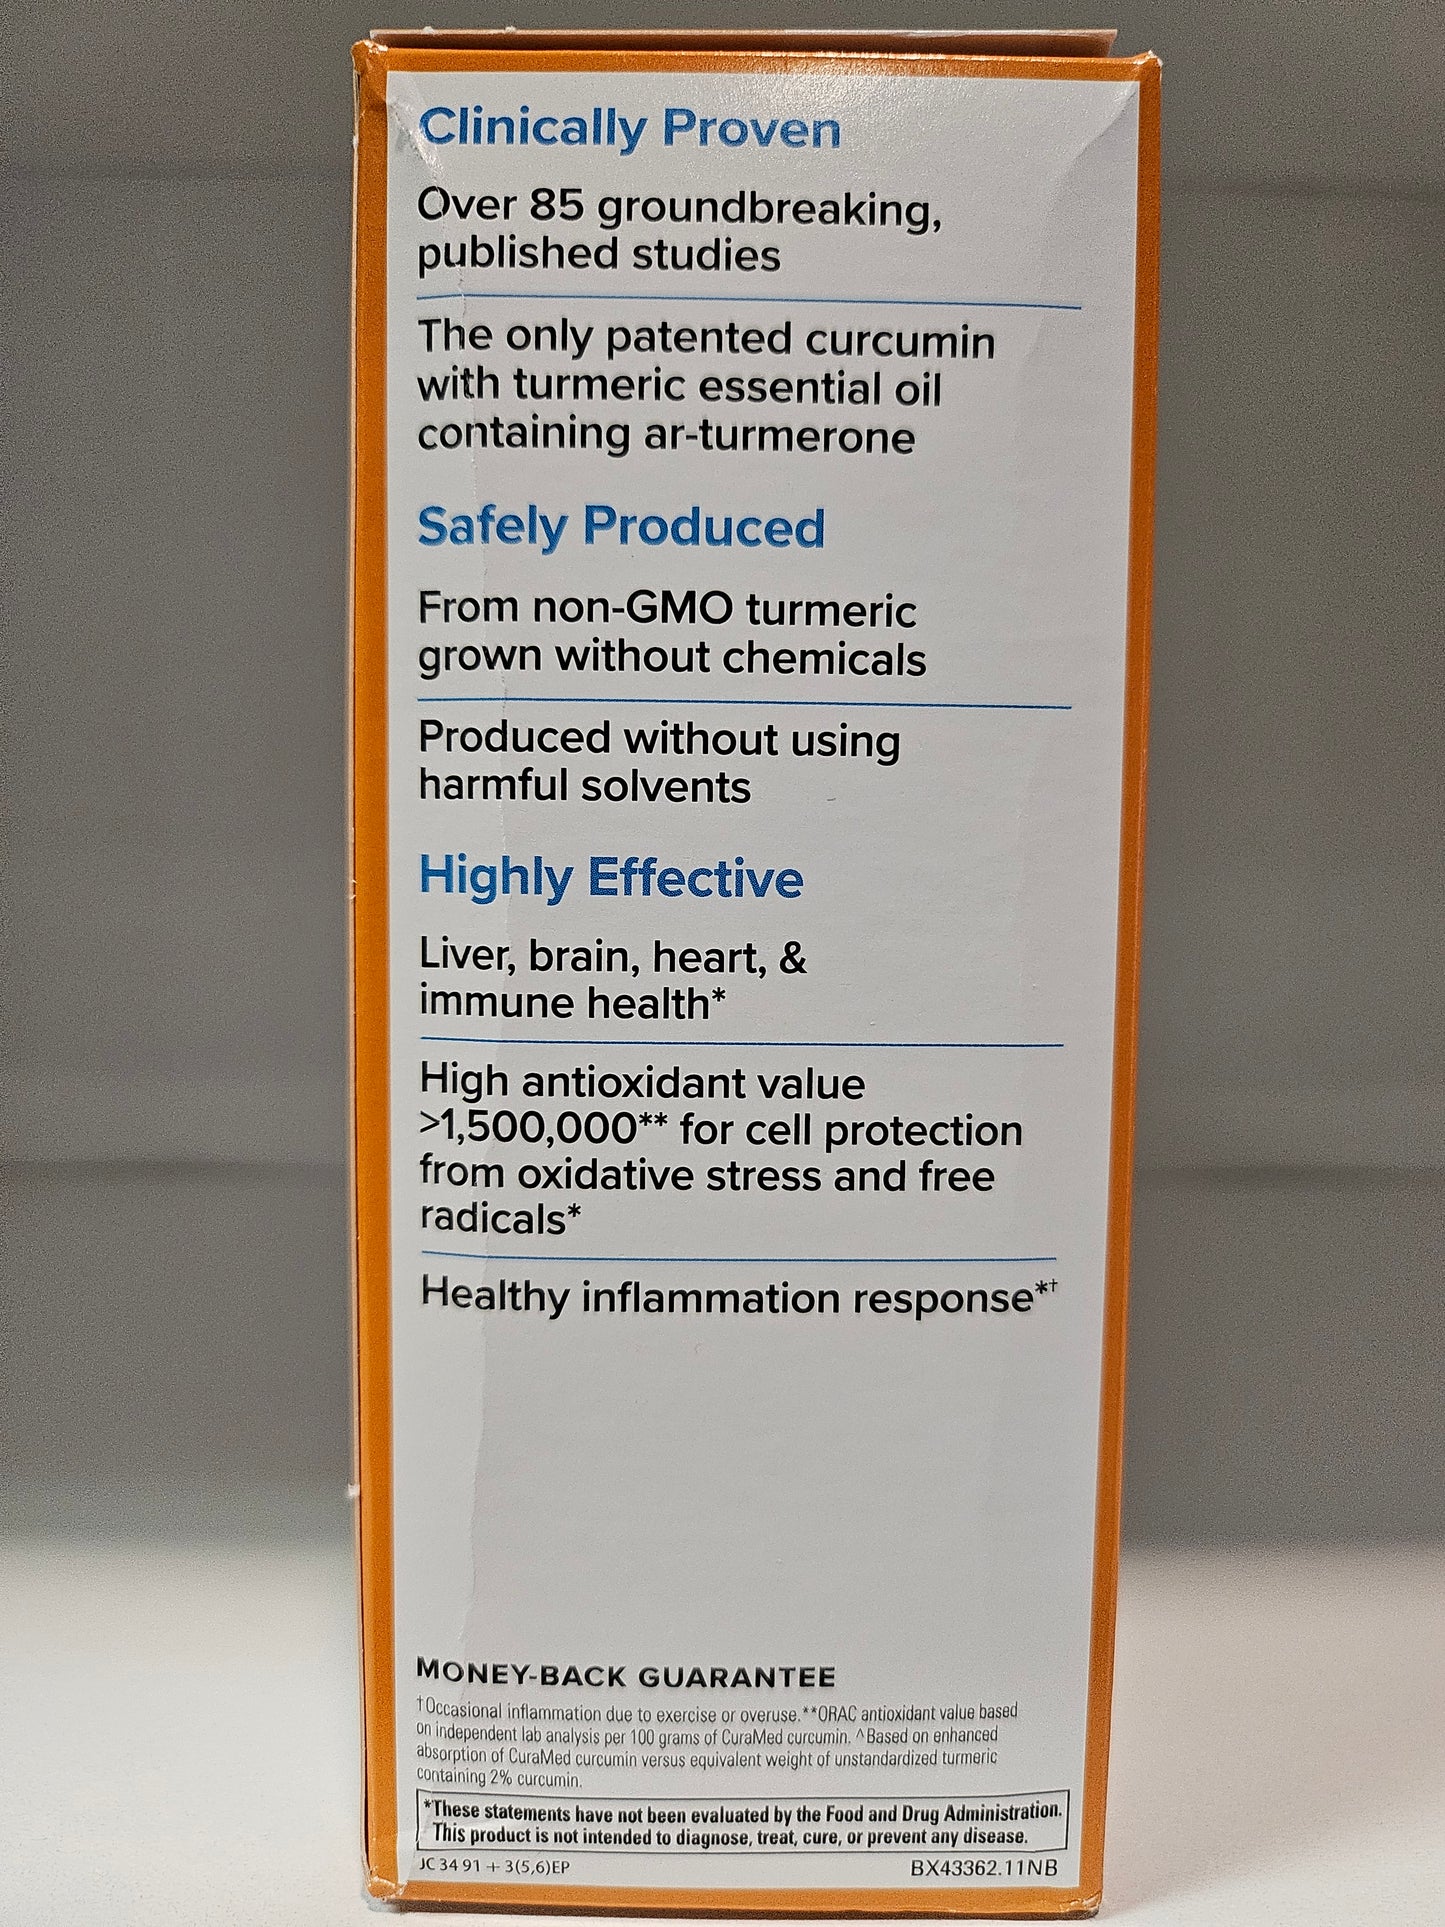 Clinically Proven
Over 85 groundbreaking,
published studies
The only patented curcumin
with turmeric essential oil
containing ar-turmerone
Safely Produced
From non-GMO turmeric
grown without chemicals
Produced without using
harmful solvents
Highly Effective
Liver, brain, heart, &
immune health*
High antioxidant value
>1,500,000** for cell protection
from oxidative stress and free
radicals*
Healthy inflammation response*†
MONEY-BACK GUARANTEE
†Occasional inflammation due to exercise or overuse.**ORAC antioxidant value based
on independent lab analysis per 100 grams of CuraMed curcumin. ^Based on enhanced
absorption of CuraMed curcumin versus equivalent weight of unstandardized turmeric
containing 2% curcumin.
*These statements have not been evaluated by the Food and Drug Administration.
This product is not intended to diagnose, treat, cure, or prevent any disease.
JC 34 91 + 3(5,6)EP
BX43362.11NB